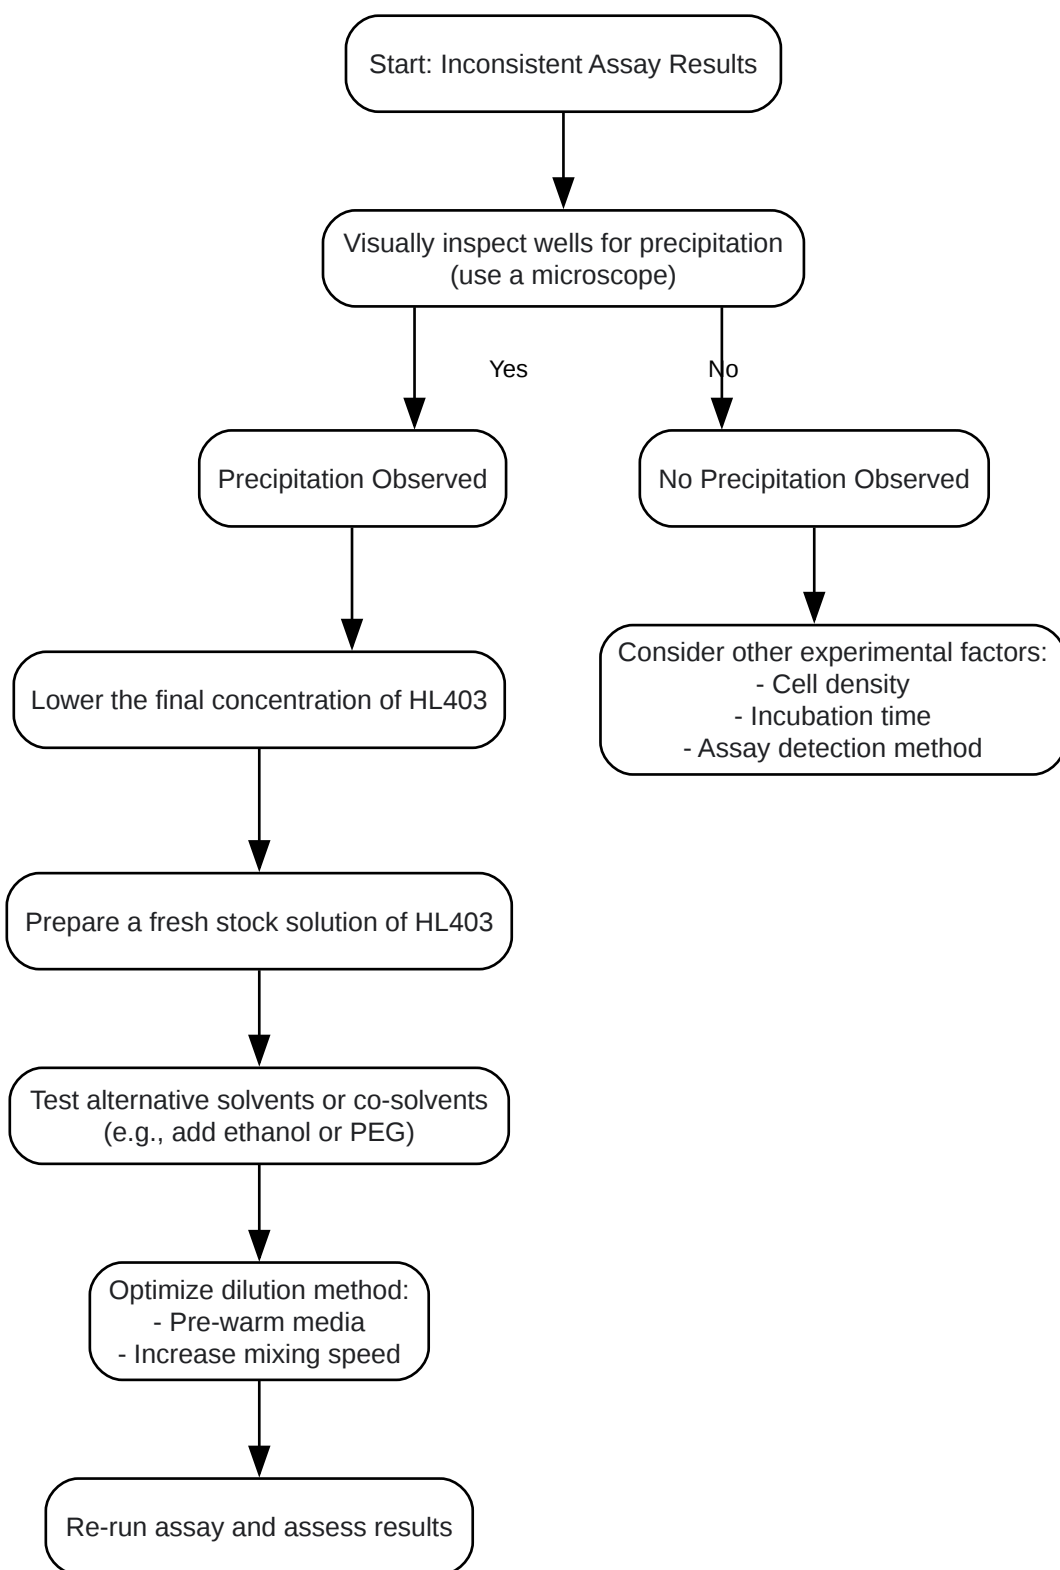 Start: Inconsistent Assay Results
Visually inspect wells for precipitation
(use a microscope)
Yes
No
Precipitation Observed
No Precipitation Observed
Consider other experimental factors:
- Cell density
- Incubation time
- Assay detection method
Lower the final concentration of HL403
Prepare a fresh stock solution of HL403
Test alternative solvents or co-solvents
(e.g., add ethanol or PEG)
Optimize dilution method:
- Pre-warm media
- Increase mixing speed
Re-run assay and assess results